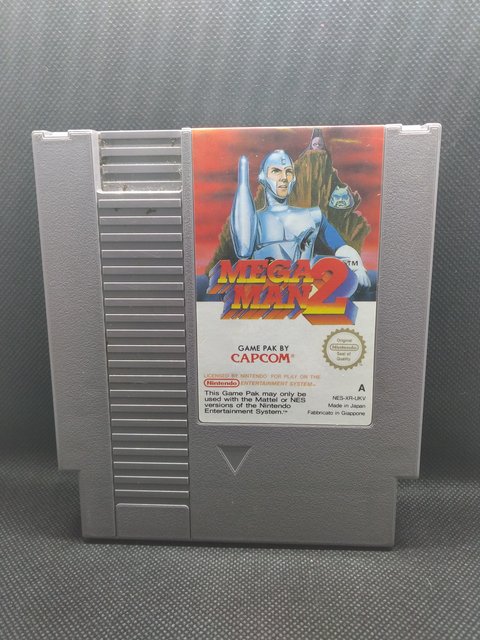 MEGA
MAN 2 ™
GAME PAK BY
CAPCOM®
Original
Nintendo
Seal of
Quality
LICENSED BY NINTENDO FOR PLAY ON THE
Nintendo ENTERTAINMENT SYSTEM™
This Game Pak may only be
used with the Mattel or NES
versions of the Nintendo
Entertainment System.™
A
NES-XR-UKV
Made in Japan
Fabbricato in Giappone